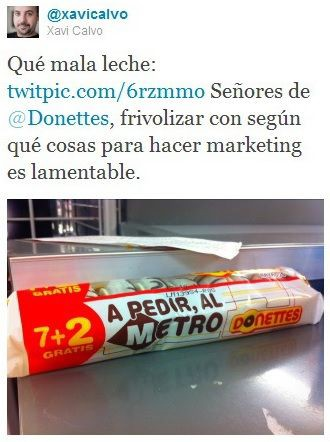 @xavicalvo
Xavi Calvo
Qué mala leche:
twitpic.com/6rzmmo Señores de
@Donettes, frivolizar con según
qué cosas para hacer marketing
es lamentable.
GRATIS
7+2
GRATIS
A PEDIR, AL
METRO
DONETTES